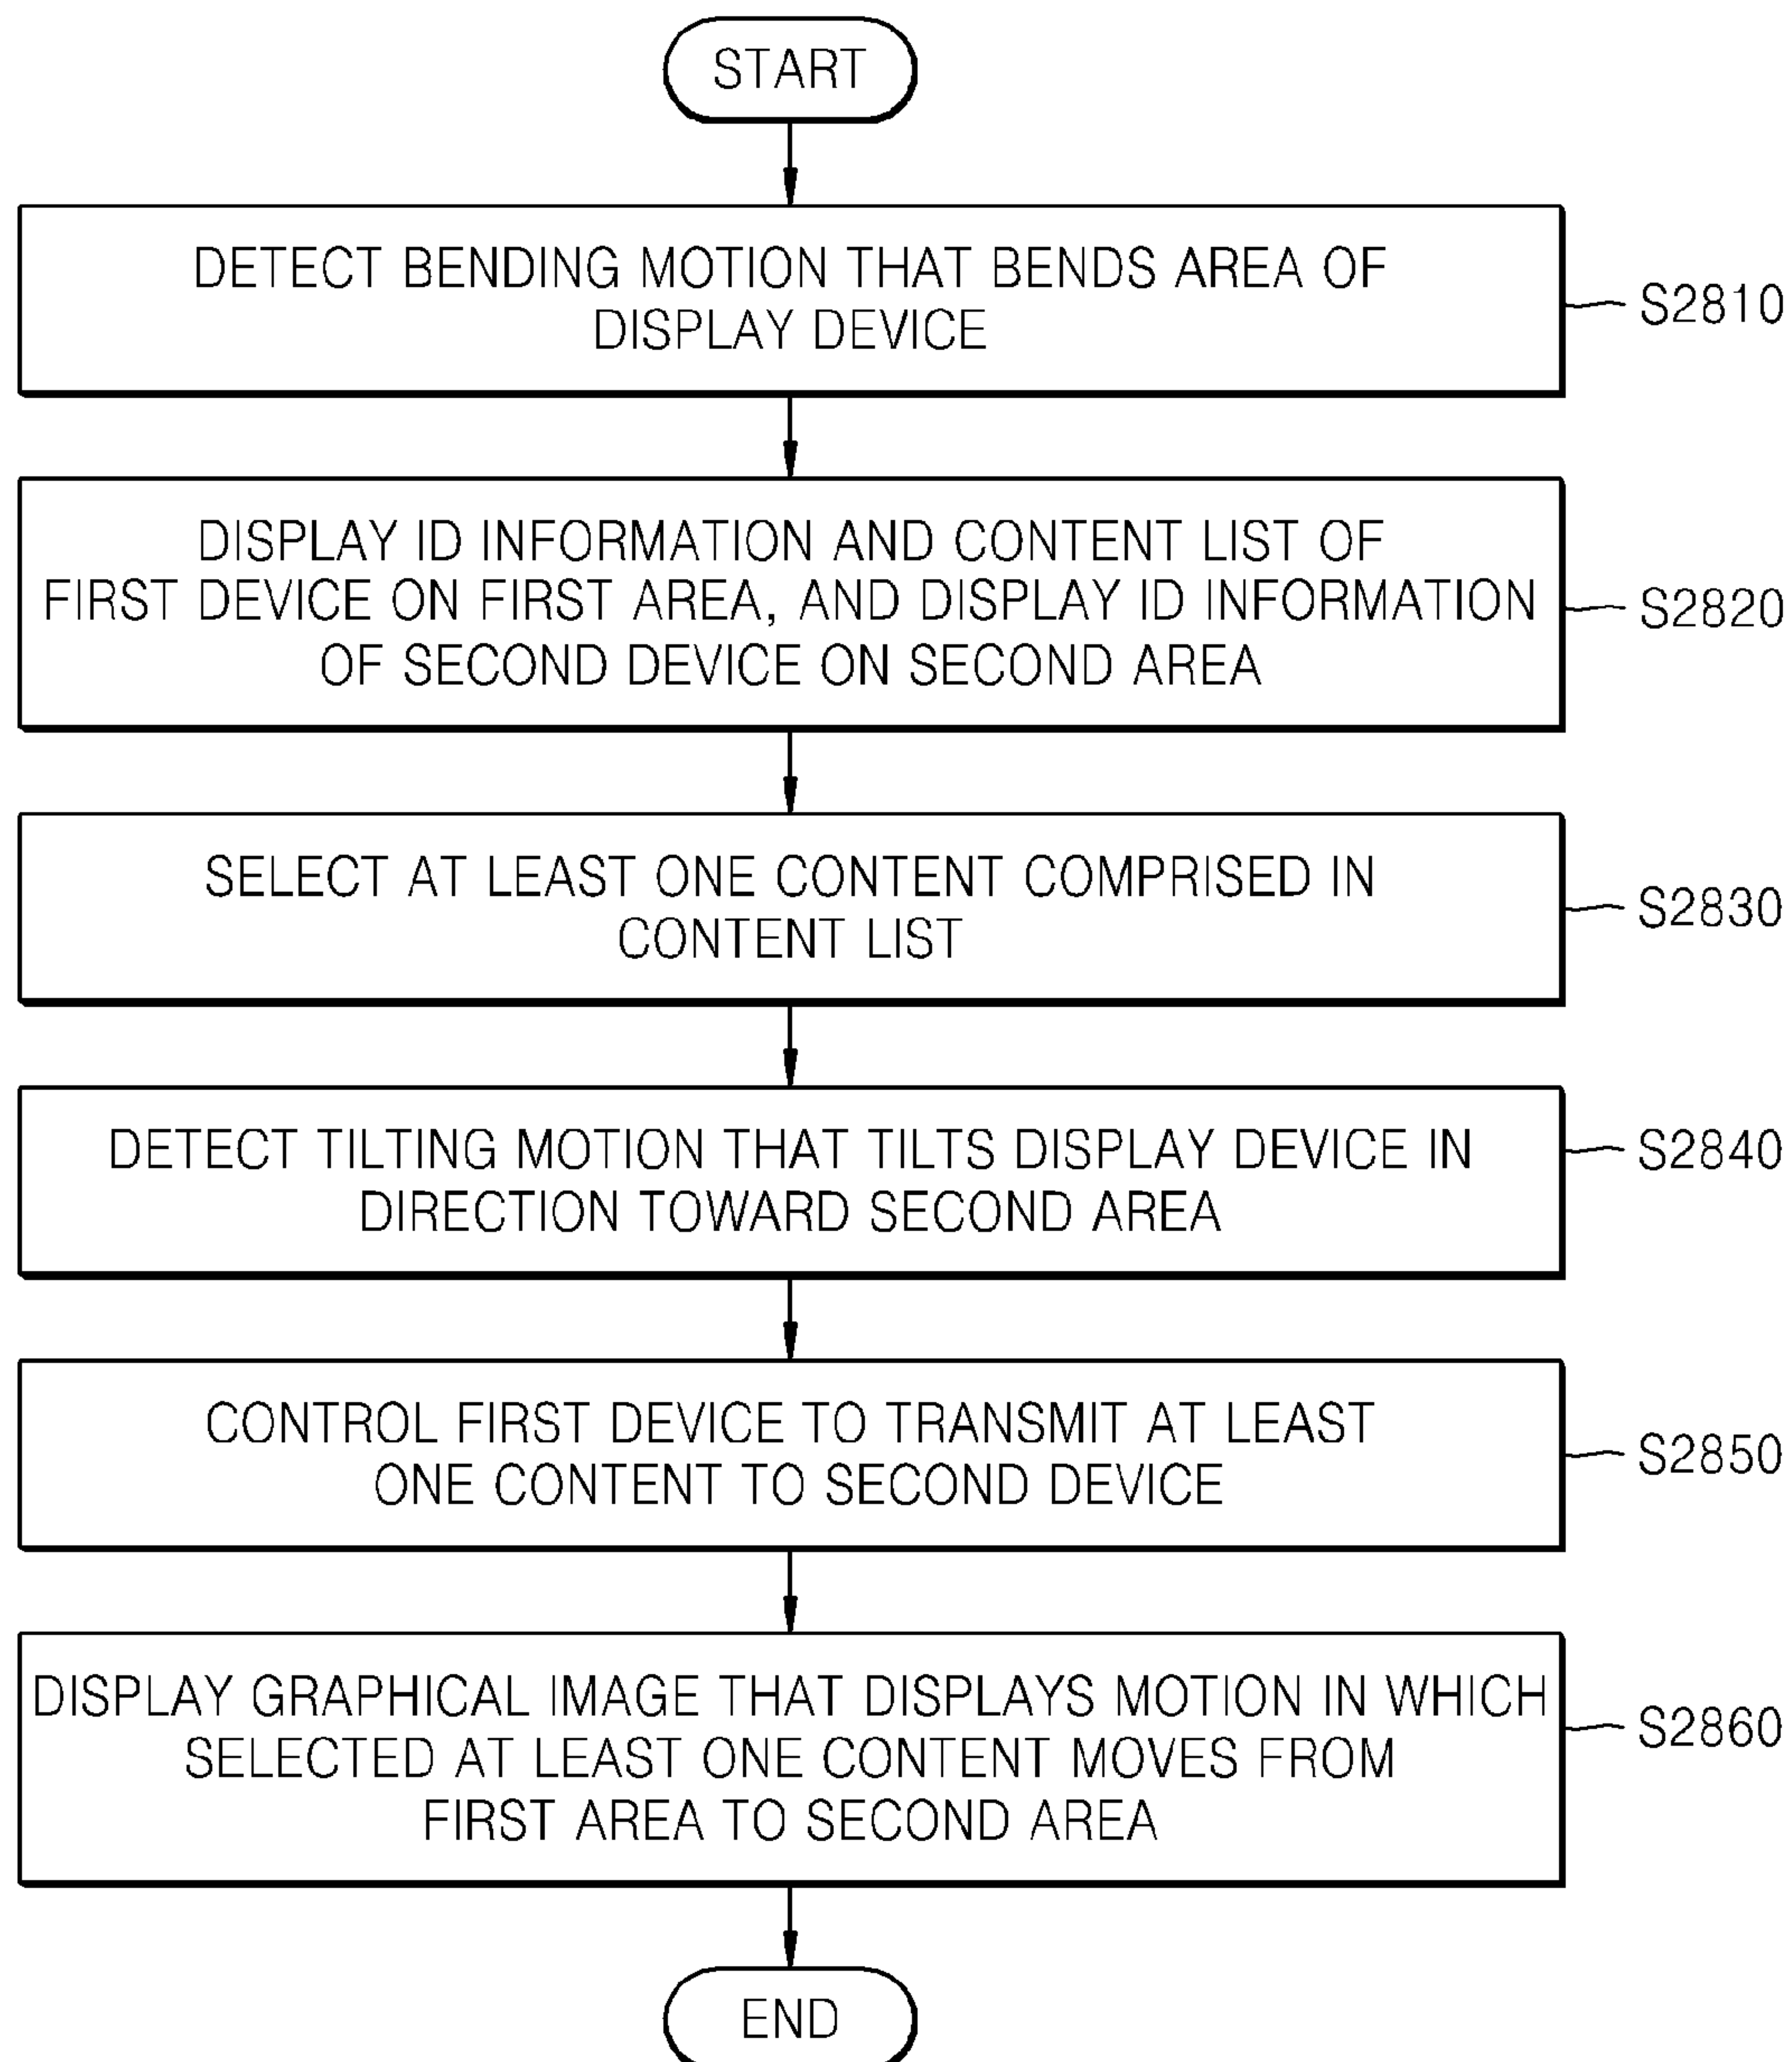 START
DETECT BENDING MOTION THAT BENDS AREA OF
DISPLAY DEVICE
S2810
DISPLAY ID INFORMATION AND CONTENT LIST OF
FIRST DEVICE ON FIRST AREA, AND DISPLAY ID INFORMATION
OF SECOND DEVICE ON SECOND AREA
S2820
SELECT AT LEAST ONE CONTENT COMPRISED IN
CONTENT LIST
S2830
DETECT TILTING MOTION THAT TILTS DISPLAY DEVICE IN
DIRECTION TOWARD SECOND AREA
S2840
CONTROL FIRST DEVICE TO TRANSMIT AT LEAST
ONE CONTENT TO SECOND DEVICE
S2850
DISPLAY GRAPHICAL IMAGE THAT DISPLAYS MOTION IN WHICH
SELECTED AT LEAST ONE CONTENT MOVES FROM
FIRST AREA TO SECOND AREA
S2860
END